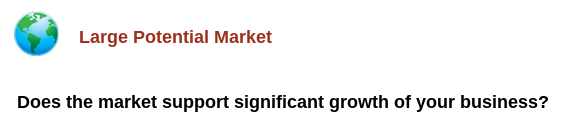 Large Potential Market
Does the market support significant growth of your business?